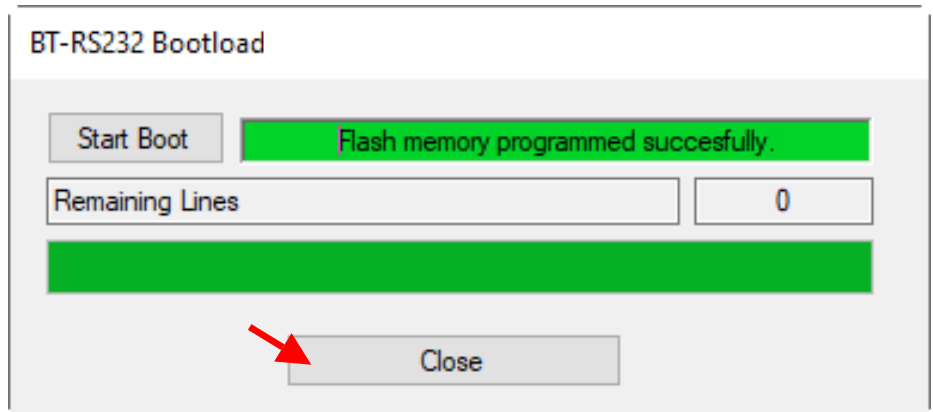 BT-RS232 Bootload
Start Boot
Flash memory programmed succesfully.
Remaining Lines
0
Close